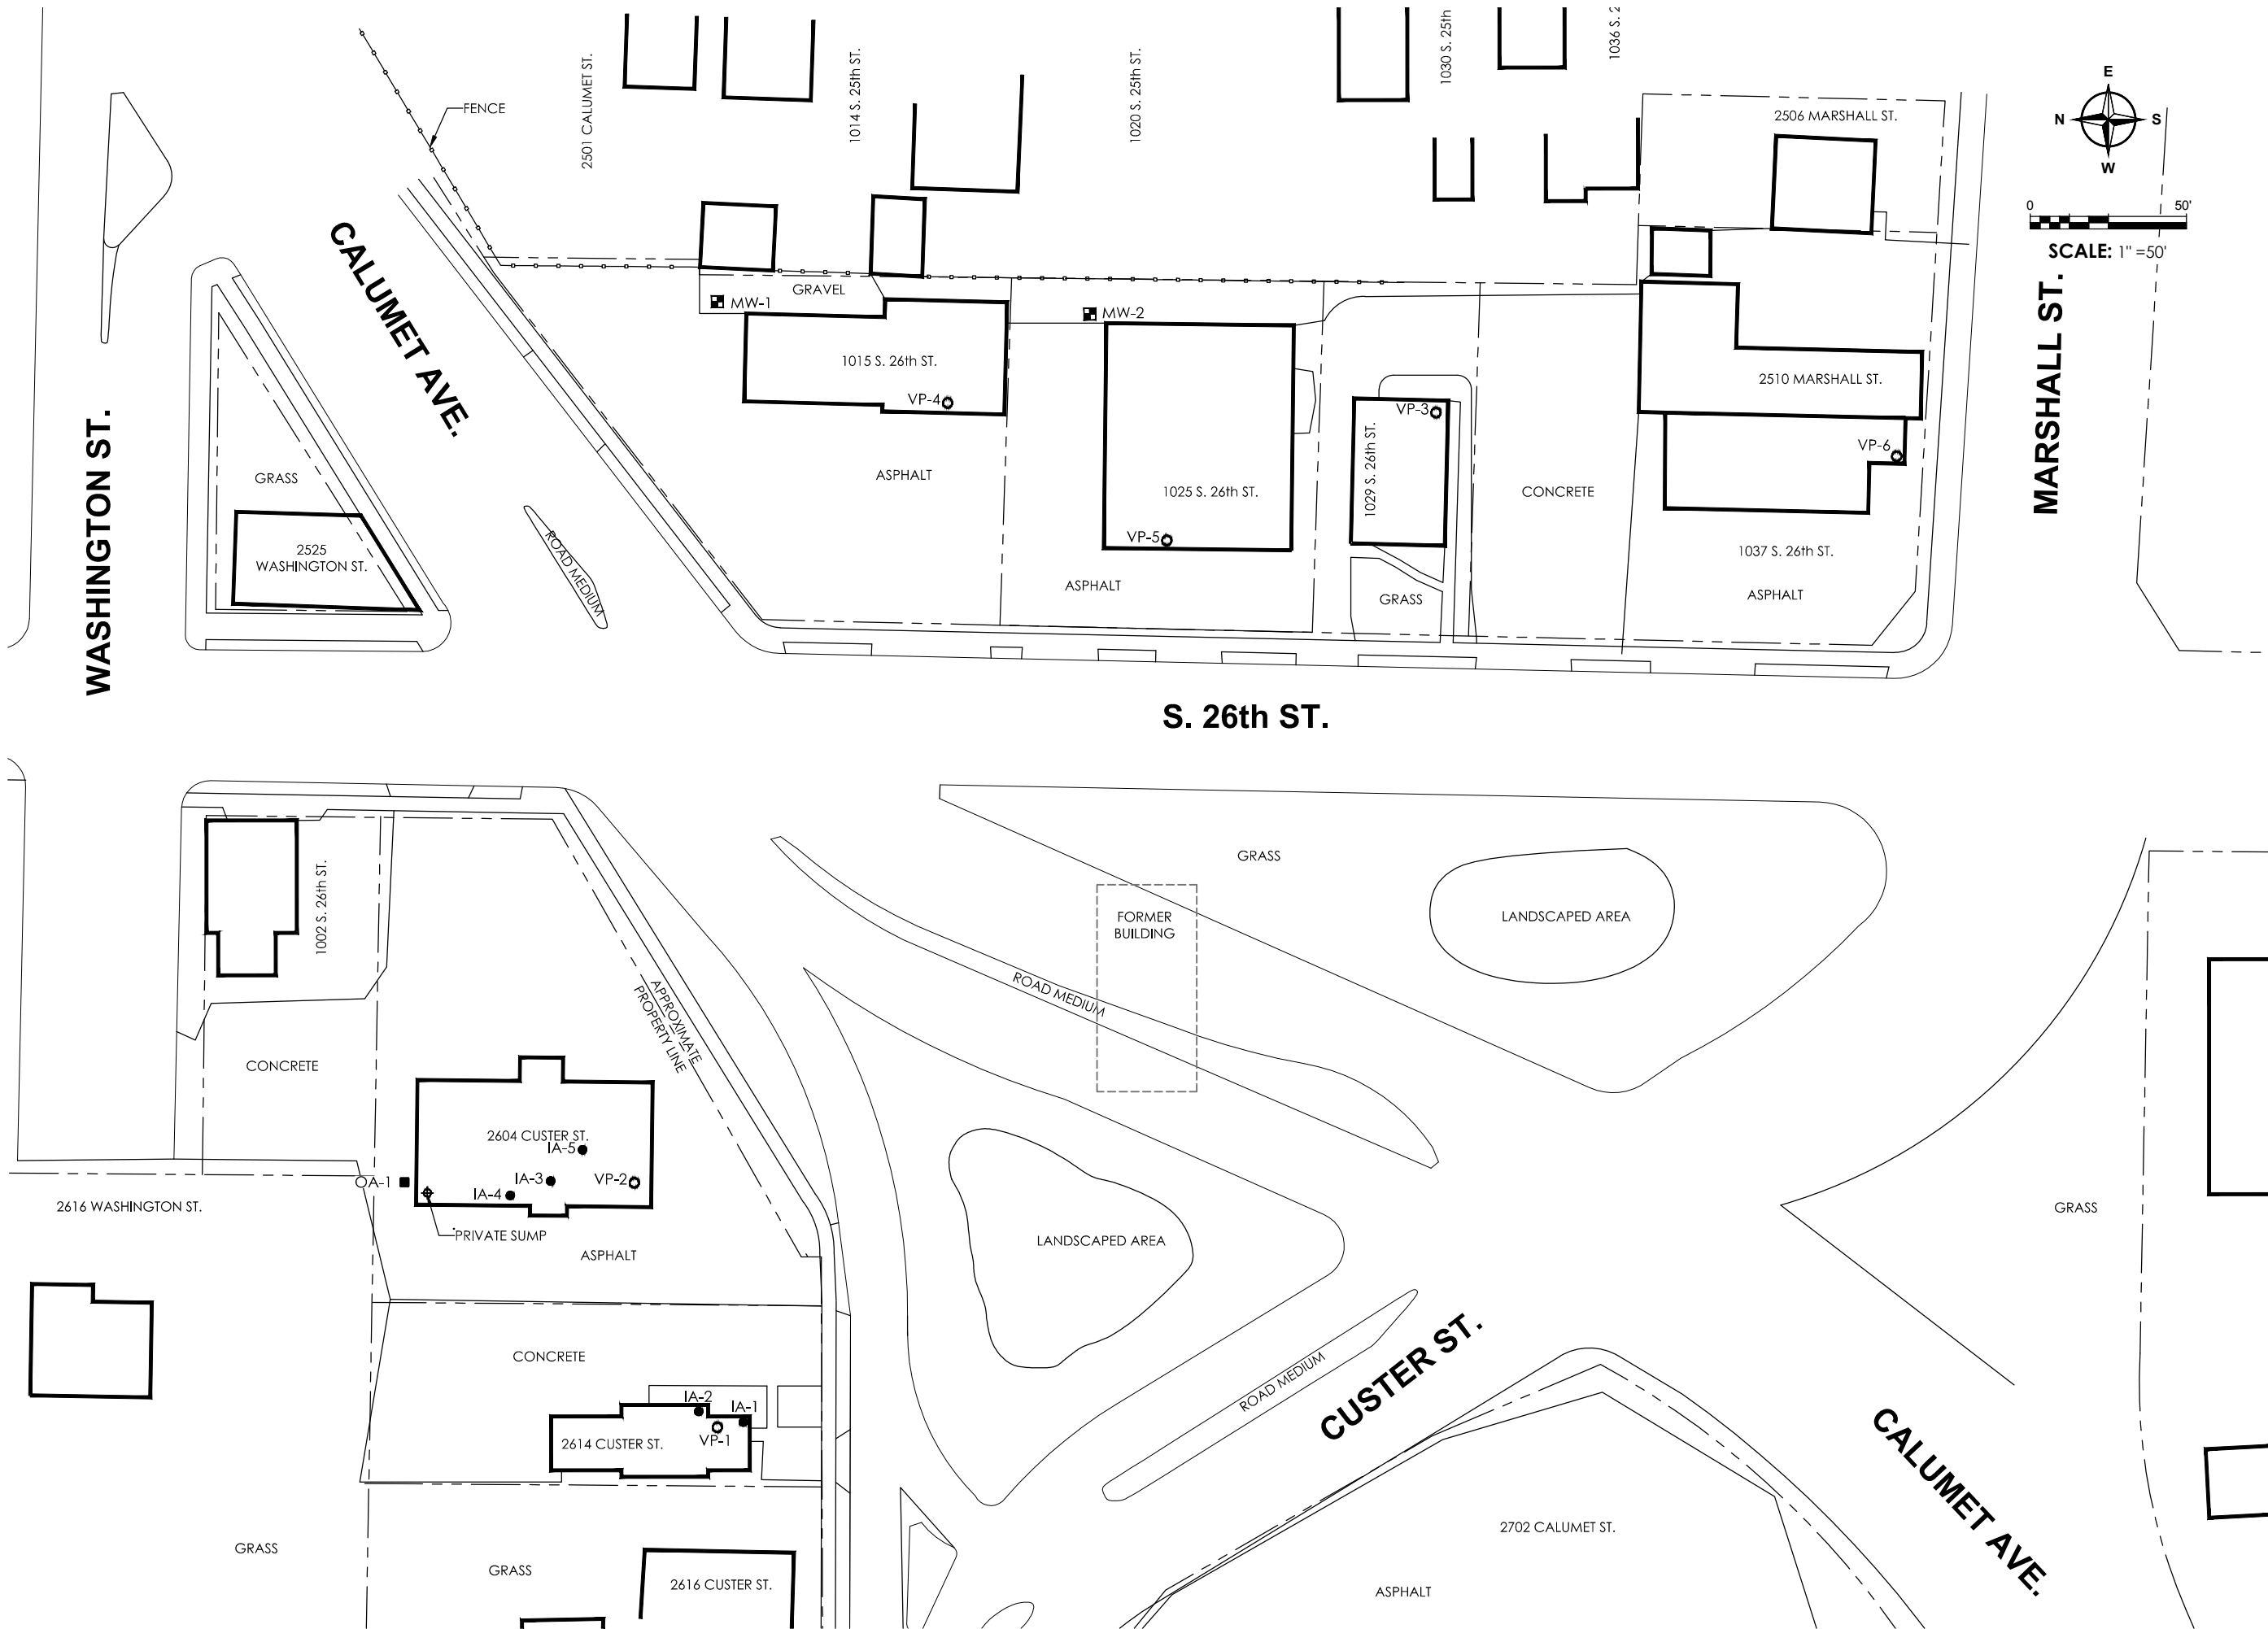 FENCE
2501 CALUMET ST.
1014 S. 25th ST.
1020 S. 25th ST.
1030 S. 25th
1036 S.
2506 MARSHALL ST.
E
N
S
W
0
50'
SCALE: 1" =50'
CALUMET AVE.
GRAVEL
MW-1
MW-2
1015 S. 26th ST.
VP-4
2510 MARSHALL ST.
VP-3
1029 S. 26th ST.
VP-6
MARSHALL ST.
WASHINGTON ST.
GRASS
ASPHALT
1025 S. 26th ST.
CONCRETE
VP-5
2525
WASHINGTON ST.
ROAD MEDIUM
ASPHALT
GRASS
1037 S. 26th ST.
ASPHALT
S. 26th ST.
1002 S. 26th ST.
GRASS
FORMER
BUILDING
LANDSCAPED AREA
ROAD MEDIUM
APPROXIMATE
PROPERTY LINE
CONCRETE
2604 CUSTER ST.
IA-5
IA-3
VP-2
IA-4
OA-1
2616 WASHINGTON ST.
PRIVATE SUMP
ASPHALT
LANDSCAPED AREA
GRASS
CONCRETE
IA-2
IA-1
VP-1
2614 CUSTER ST.
ROAD MEDIUM
CUSTER ST.
CALUMET AVE.
2702 CALUMET ST.
GRASS
GRASS
2616 CUSTER ST.
ASPHALT